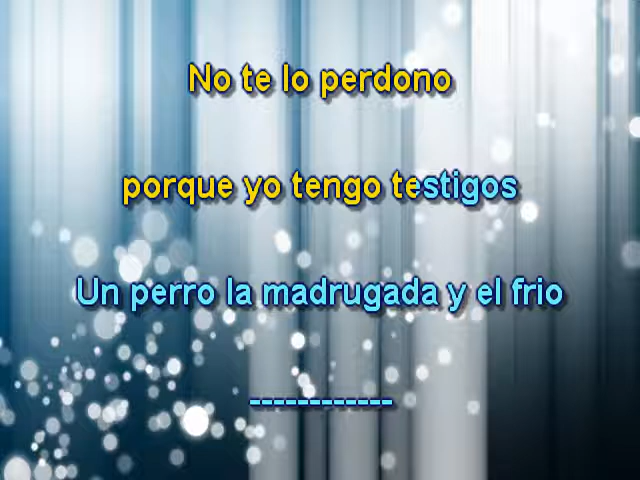 No te lo perdono
porque yo tengo testigos
Un perro la madrugada y el frio
------------